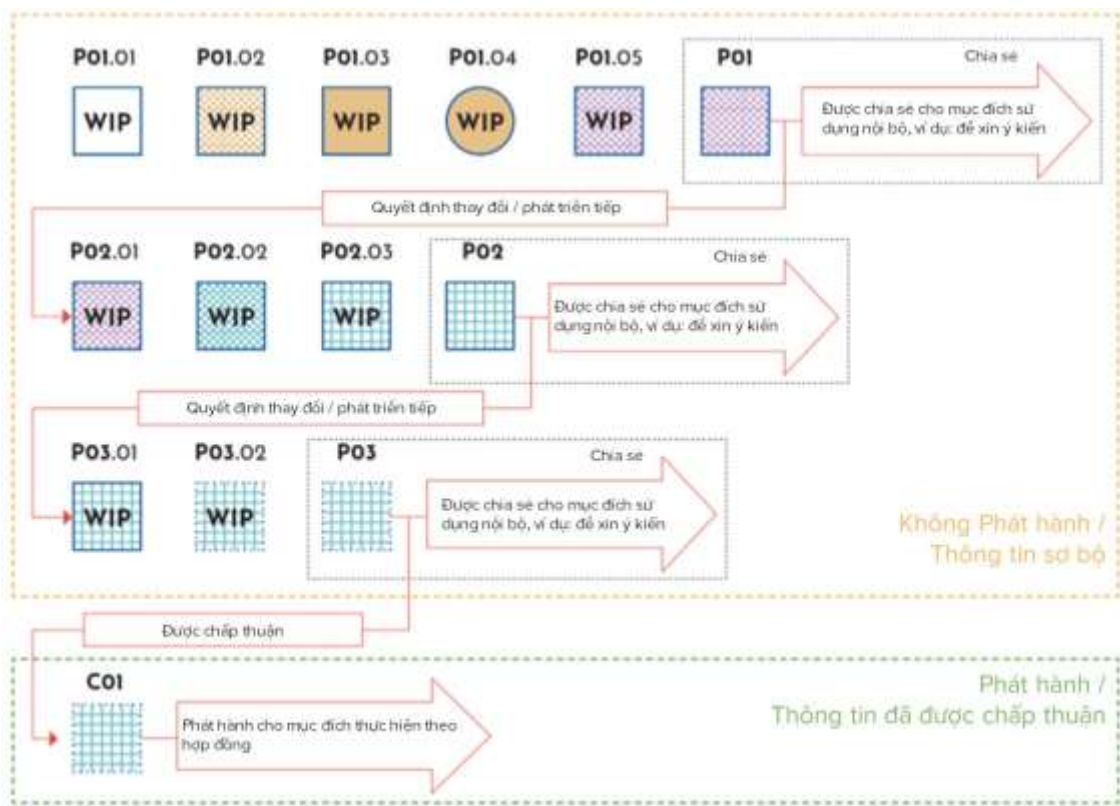 P01.01 P01.02 P01.03 P01.04 P01.05 P01 Chia sẻ
WIP WIP WIP WIP WIP
Được chia sẻ cho mục đích sử
dụng nội bộ, ví dụ: để xin ý kiến
Quyết định thay đổi / phát triển tiếp
P02.01 P02.02 P02.03 P02 Chia sẻ
WIP WIP WIP
Được chia sẻ cho mục đích sử
dụng nội bộ, ví dụ: để xin ý kiến
Quyết định thay đổi / phát triển tiếp
P03.01 P03.02 P03 Chia sẻ
WIP WIP
Được chia sẻ cho mục đích sử
dụng nội bộ, ví dụ: để xin ý kiến
Không Phát hành /
Thông tin sơ bộ
Được chấp thuận
C01
Phát hành cho mục đích thực hiện theo
hợp đồng
Phát hành /
Thông tin đã được chấp thuận